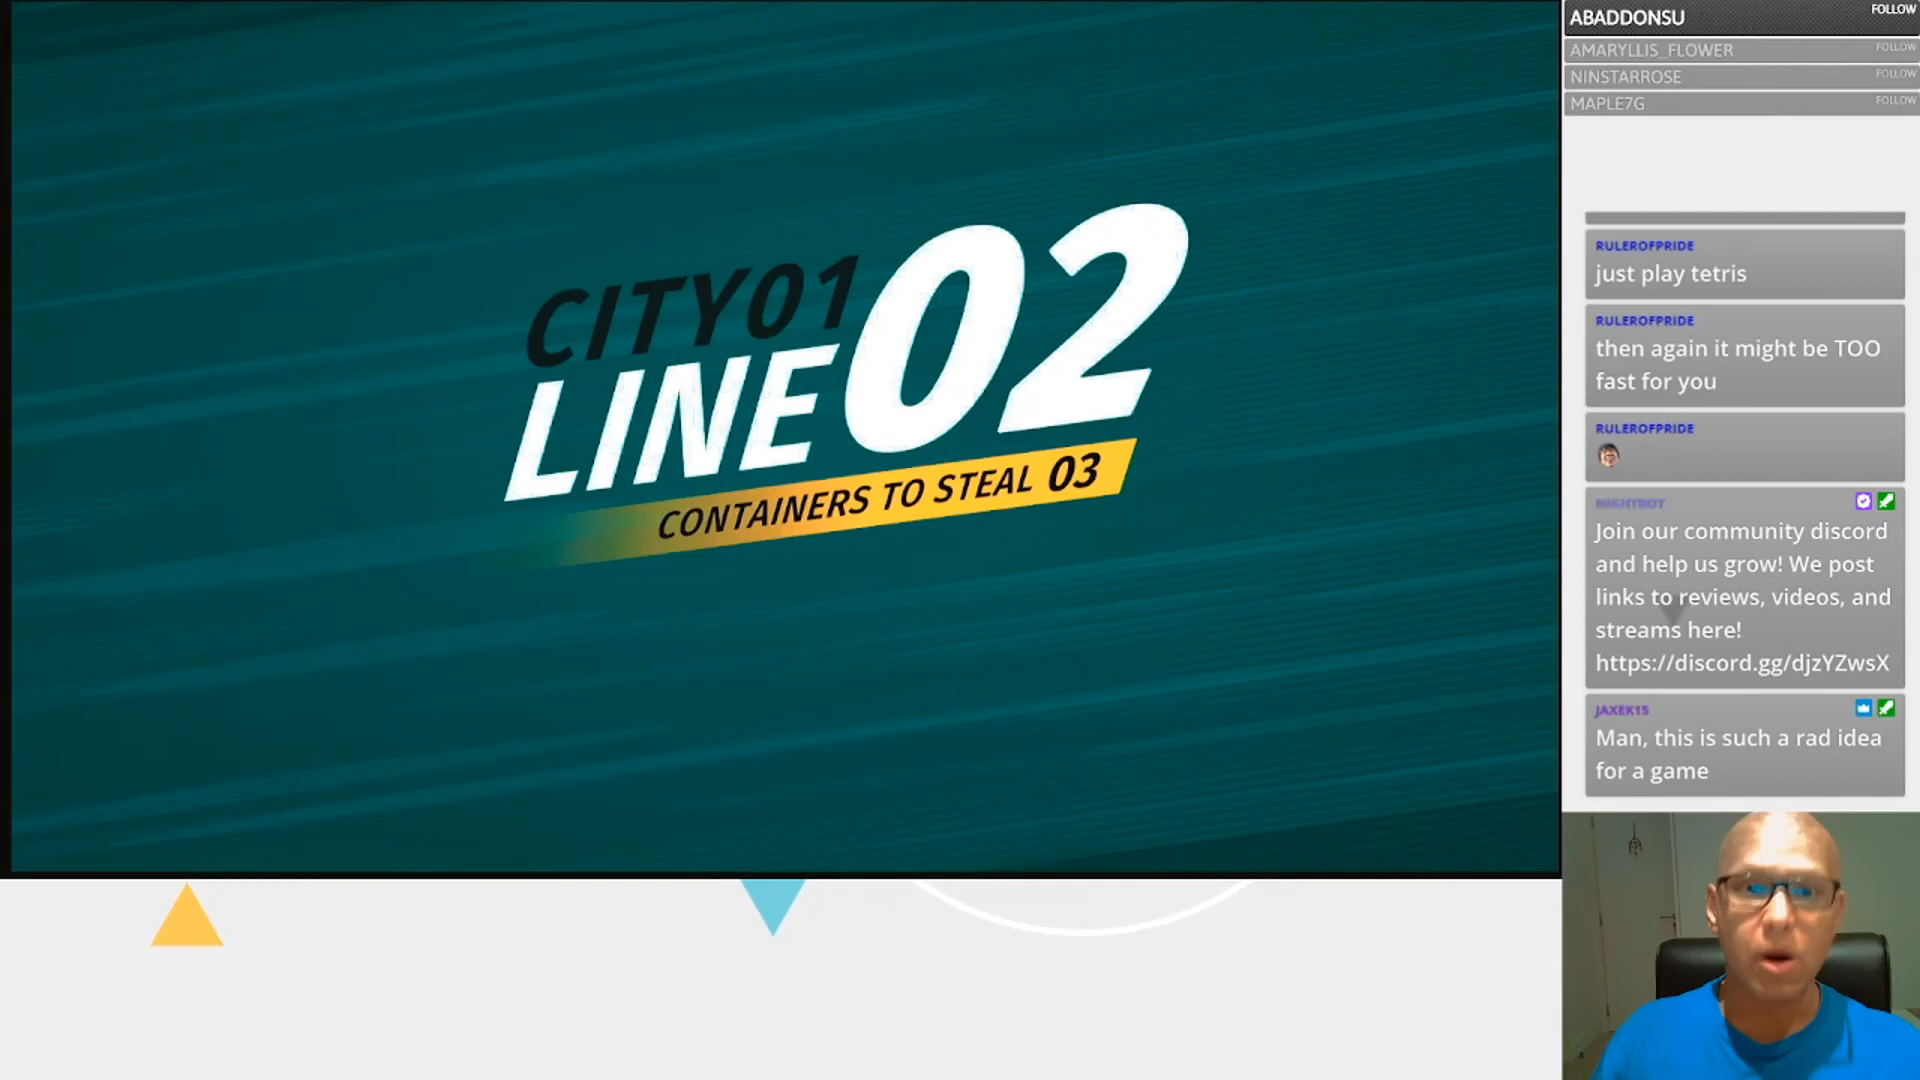 CITY01
LINE02
CONTAINERS TO STEAL 03
ABADDONSU FOLLOW
AMARYLLIS_FLOWER FOLLOW
NINSTARROSE FOLLOW
MAPLE7G FOLLOW
RULEROFPRIDE
just play tetris
RULEROFPRIDE
then again it might be TOO
fast for you
RULEROFPRIDE
NIGHTBOT
Join our community discord
and help us grow! We post
links to reviews, videos, and
streams here!
https://discord.gg/djzYZwsX
JAXEK15
Man, this is such a rad idea
for a game